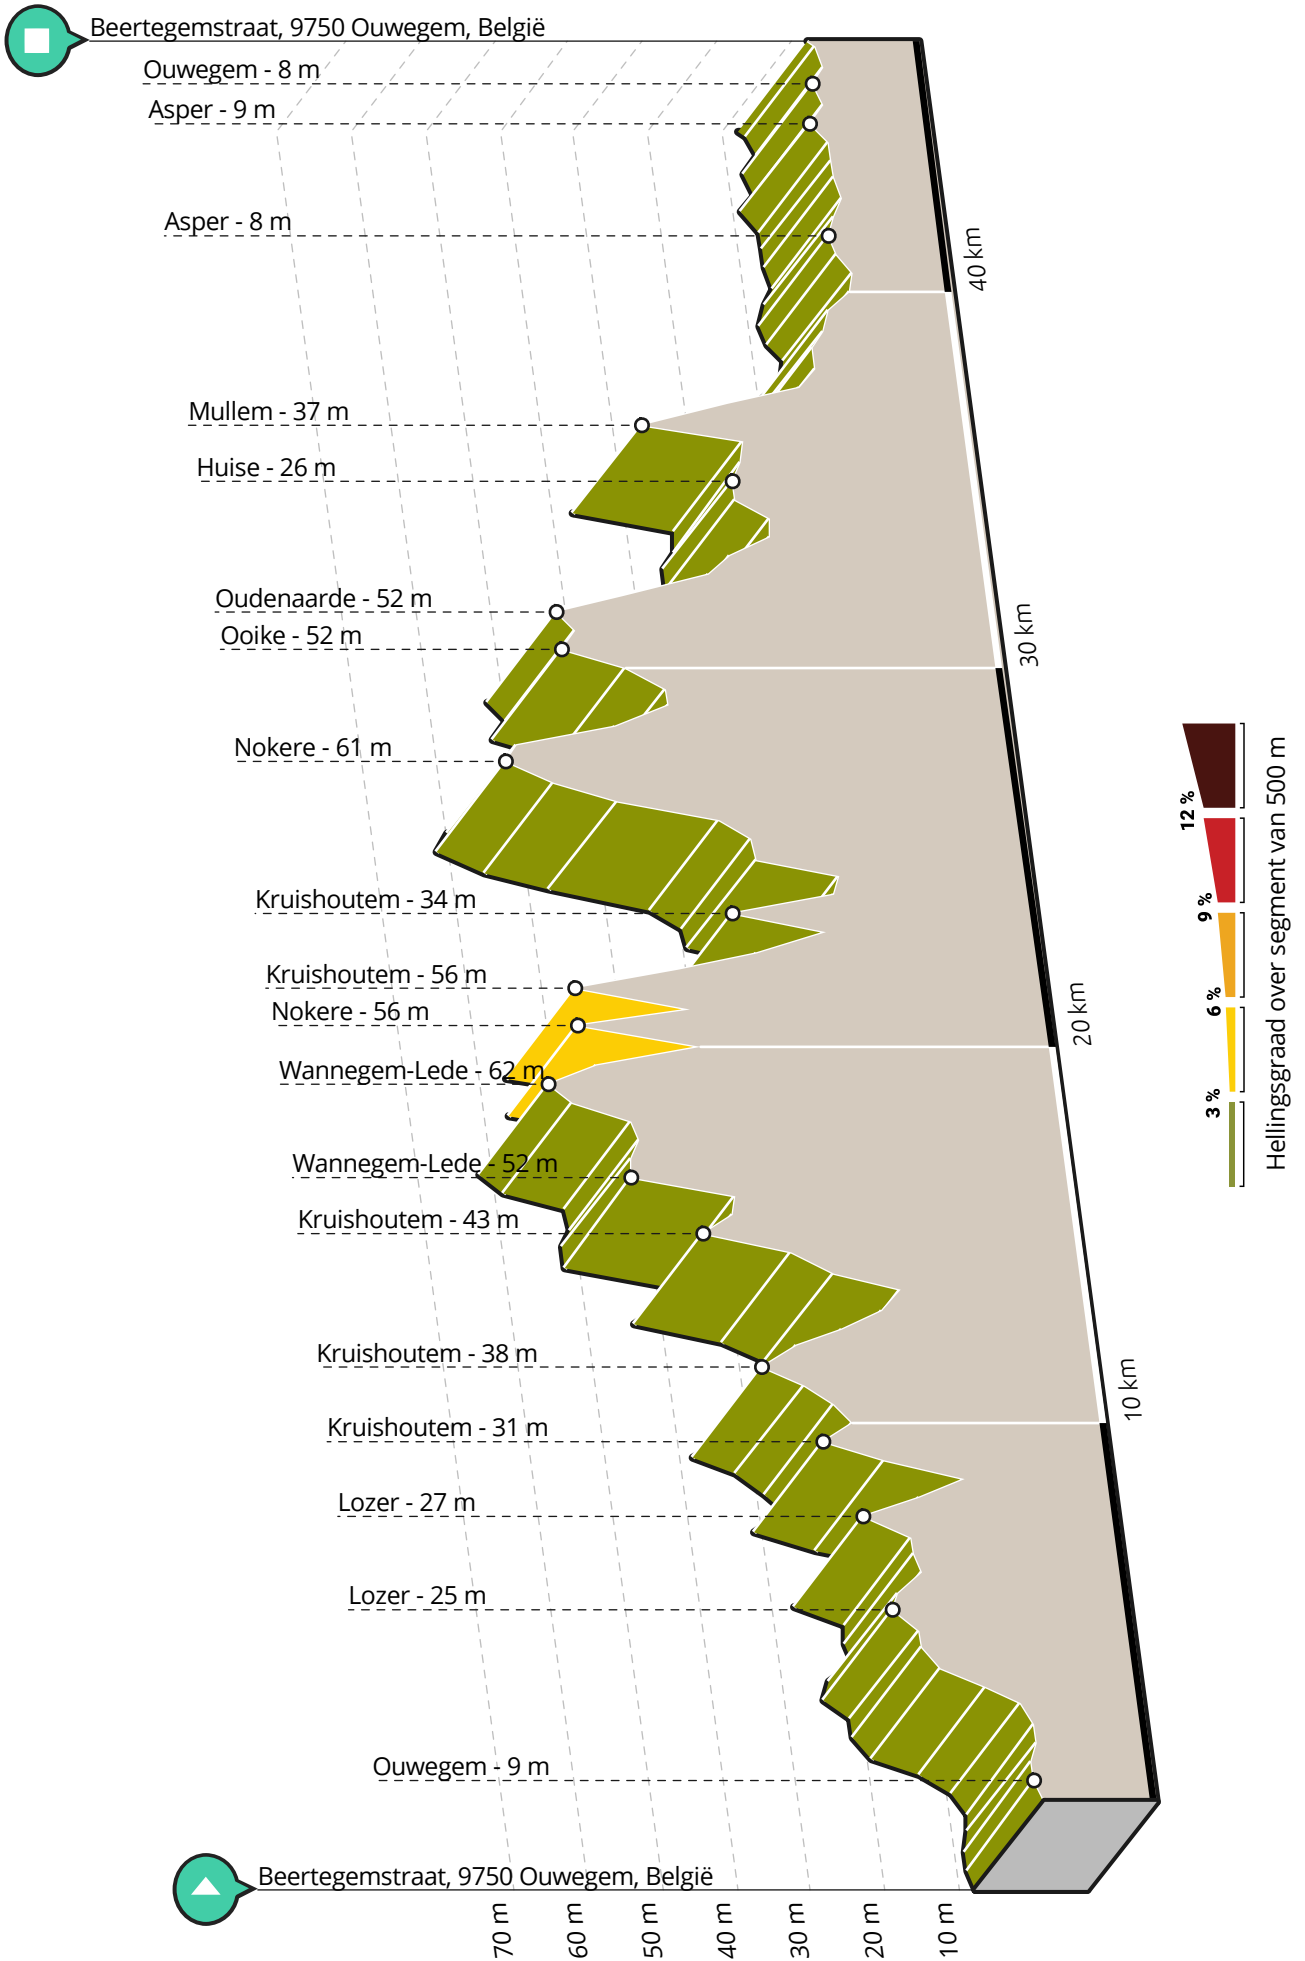 Beertegemstraat, 9750 Ouwegem, België
Ouwegem - 8 m
Asper - 9 m
Asper - 8 m
40 km
Mullem - 37 m
Huise - 26 m
Oudenaarde - 52 m
Ooike - 52 m
30 km
Nokere - 61 m
Kruishoutem - 34 m
Kruishoutem - 56 m
Nokere - 56 m
20 km
Wannegem-Lede - 62 m
Wannegem-Lede - 52 m
Kruishoutem - 43 m
Kruishoutem - 38 m
10 km
Kruishoutem - 31 m
Lozer - 27 m
Lozer - 25 m
Ouwegem - 9 m
Beertegemstraat, 9750 Ouwegem, België
70 m
60 m
50 m
40 m
30 m
20 m
10 m
12 %
9 %
6 %
3 %
Hellingsgraad over segment van 500 m